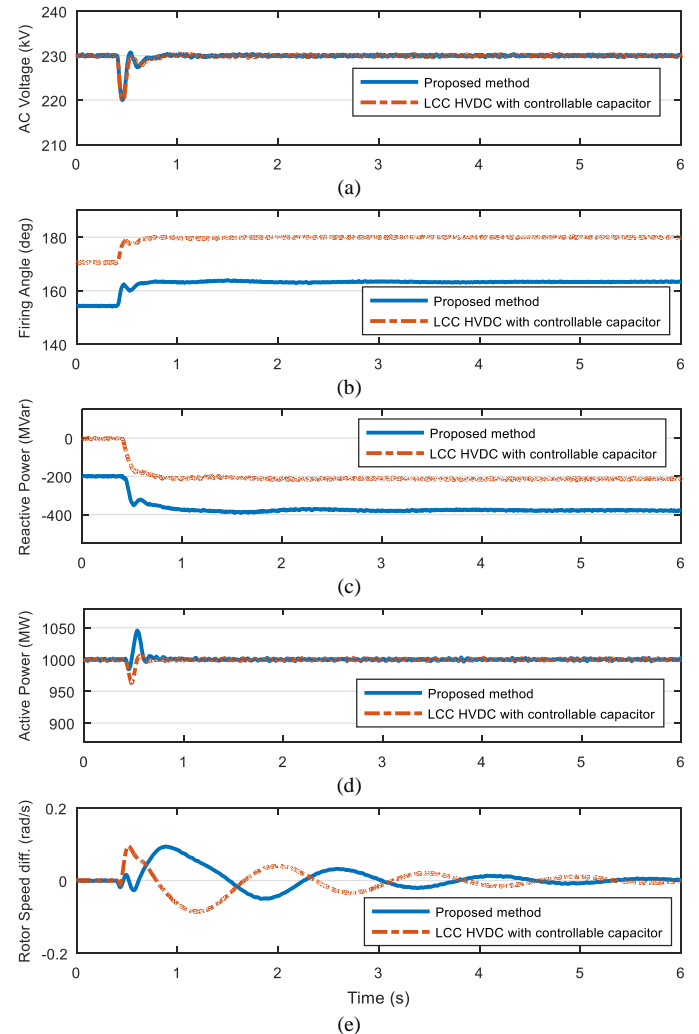 240
230
220
210
AC Voltage (kV)
Proposed method
LCC HVDC with controllable capacitor
0 1 2 3 4 5 6
(a)
180
160
140
Firing Angle (deg)
Proposed method
LCC HVDC with controllable capacitor
0 1 2 3 4 5 6
(b)
0
-200
-400
Reactive Power (MVar)
Proposed method
LCC HVDC with controllable capacitor
0 1 2 3 4 5 6
(c)
1050
1000
950
900
Active Power (MW)
Proposed method
LCC HVDC with controllable capacitor
0 1 2 3 4 5 6
(d)
0.2
0
-0.2
Rotor Speed diff. (rad/s)
Proposed method
LCC HVDC with controllable capacitor
0 1 2 3 4 5 6
Time (s)
(e)